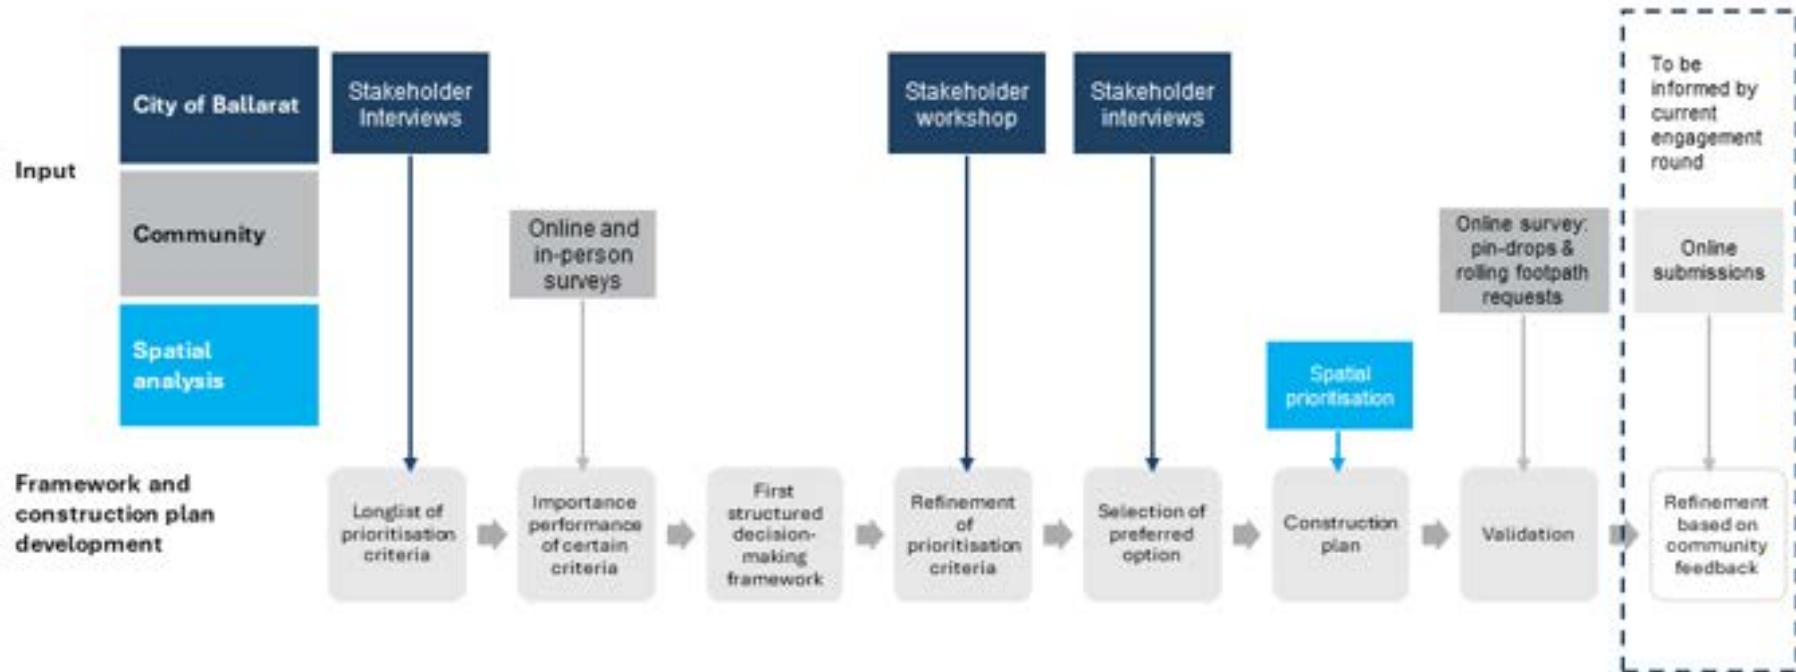 City of Ballarat
Stakeholder
Interviews
Stakeholder
workshop
Stakeholder
interviews
To be
informed by
current
engagement
round
Input
Community
Online and
in-person
surveys
Online survey:
pin-drops &
rolling footpath
requests
Online
submissions
Spatial
analysis
Spatial
prioritisation
Framework and
construction plan
development
Longlist of
prioritisation
criteria
Importance
performance
of certain
criteria
First
structured
decision-
making
framework
Refinement
of
prioritisation
criteria
Selection of
preferred
option
Construction
plan
Validation
Refinement
based on
community
feedback